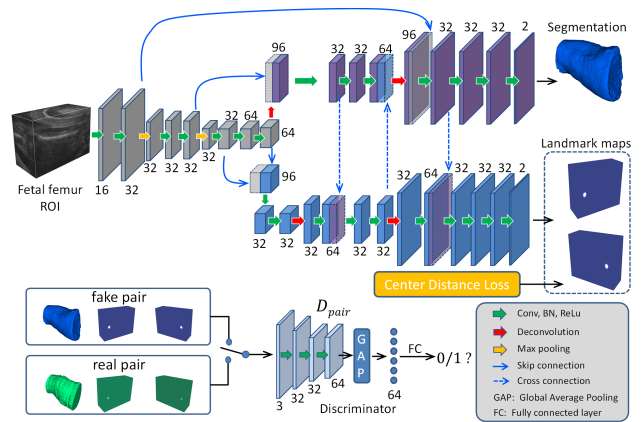 96
32
32
64
96
32
32
32
2
Segmentation
Fetal femur
ROI
16
32
32
32
32
32
32
64
64
96
32
32
32
64
32
32
32
64
32
32
32
2
Landmark maps
Center Distance Loss
fake pair
real pair
D_pair
3
32
32
64
GAP
64
FC
0/1 ?
Discriminator
Conv, BN, ReLu
Deconvolution
Max pooling
Skip connection
Cross connection
GAP: Global Average Pooling
FC: Fully connected layer